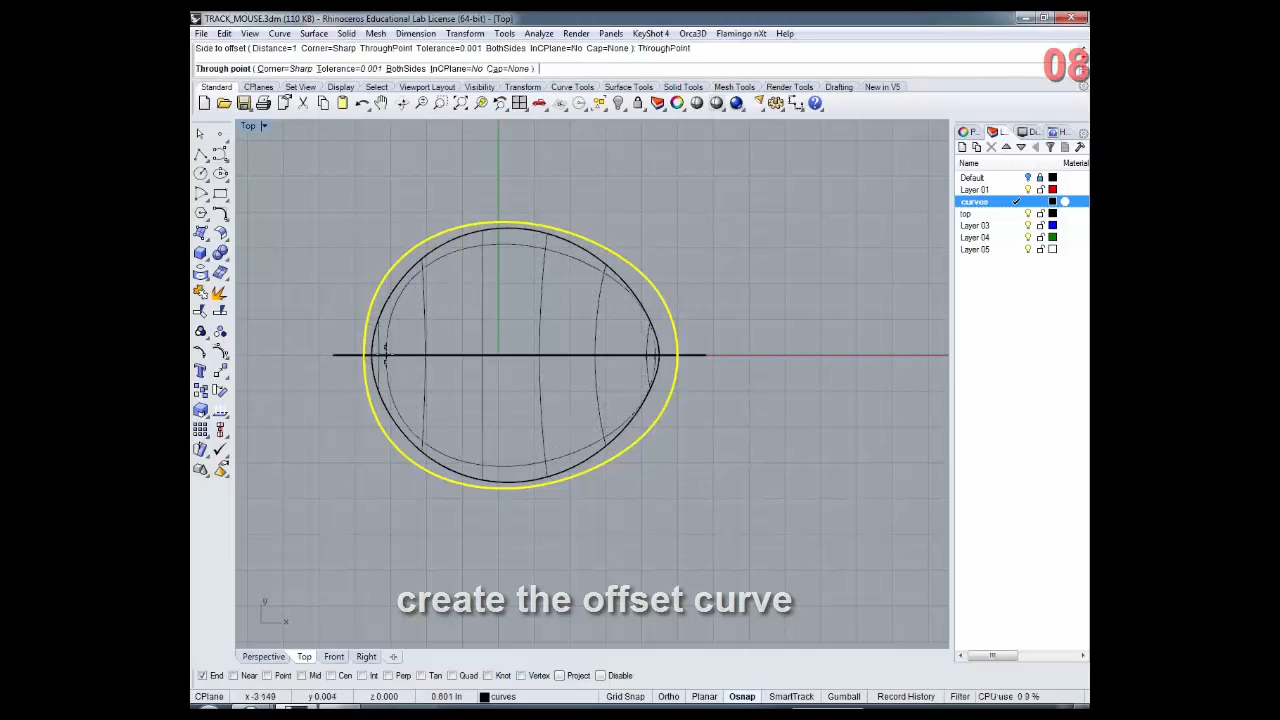 TRACK_MOUSE.3dm (110 KB) - Rhinoceros Educational Lab License (64-bit) - [Top]
File Edit View Curve Surface Solid Mesh Dimension Transform Tools Analyze Render Panels KeyShot 4 Orca3D Flamingo nXt Help
Side to offset ( Distance=1 Corner=Sharp ThroughPoint Tolerance=0.001 BothSides InCPlane=No Cap=None ): ThroughPoint
Through point ( Corner=Sharp Tolerance=0.001 BothSides InCPlane=No Cap=None )
08
Standard CPlanes Set View Display Select Viewport Layout Visibility Transform Curve Tools Surface Tools Solid Tools Mesh Tools Render Tools Drafting New in V5
Top
P... L... Di... H...
Name Material
Default
Layer 01
curves
top
Layer 03
Layer 04
Layer 05
create the offset curve
y
x
Perspective Top Front Right
End Near Point Mid Cen Int Perp Tan Quad Knot Vertex Project Disable
CPlane y 0.004 z 0.000 curves Grid Snap Ortho Planar Osnap SmartTrack Gumball Record History Filter CPU use 0.9 %